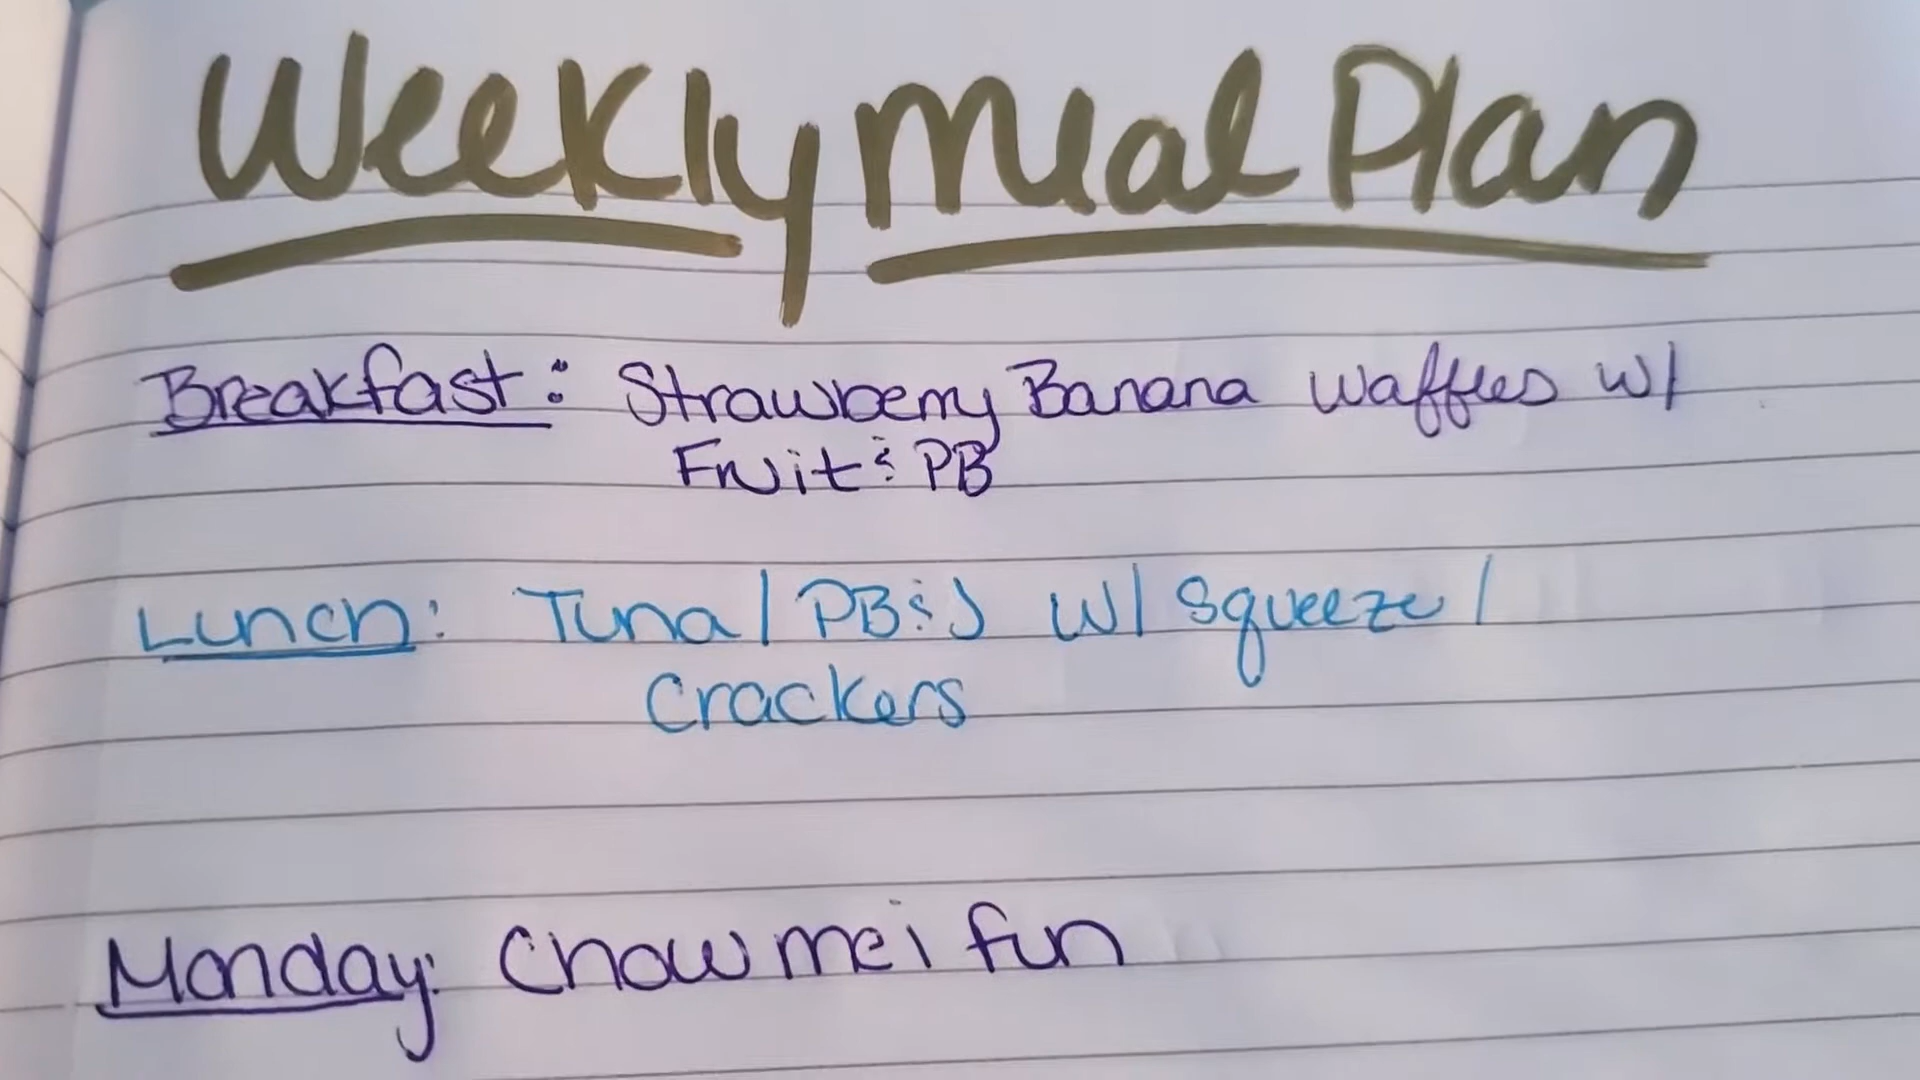 Weekly Meal Plan
Breakfast: Strawberry Banana Waffles w/
Fruit & PB
Lunch: Tuna / PB&J w/ squeeze /
Crackers
Monday: Chow mei fun